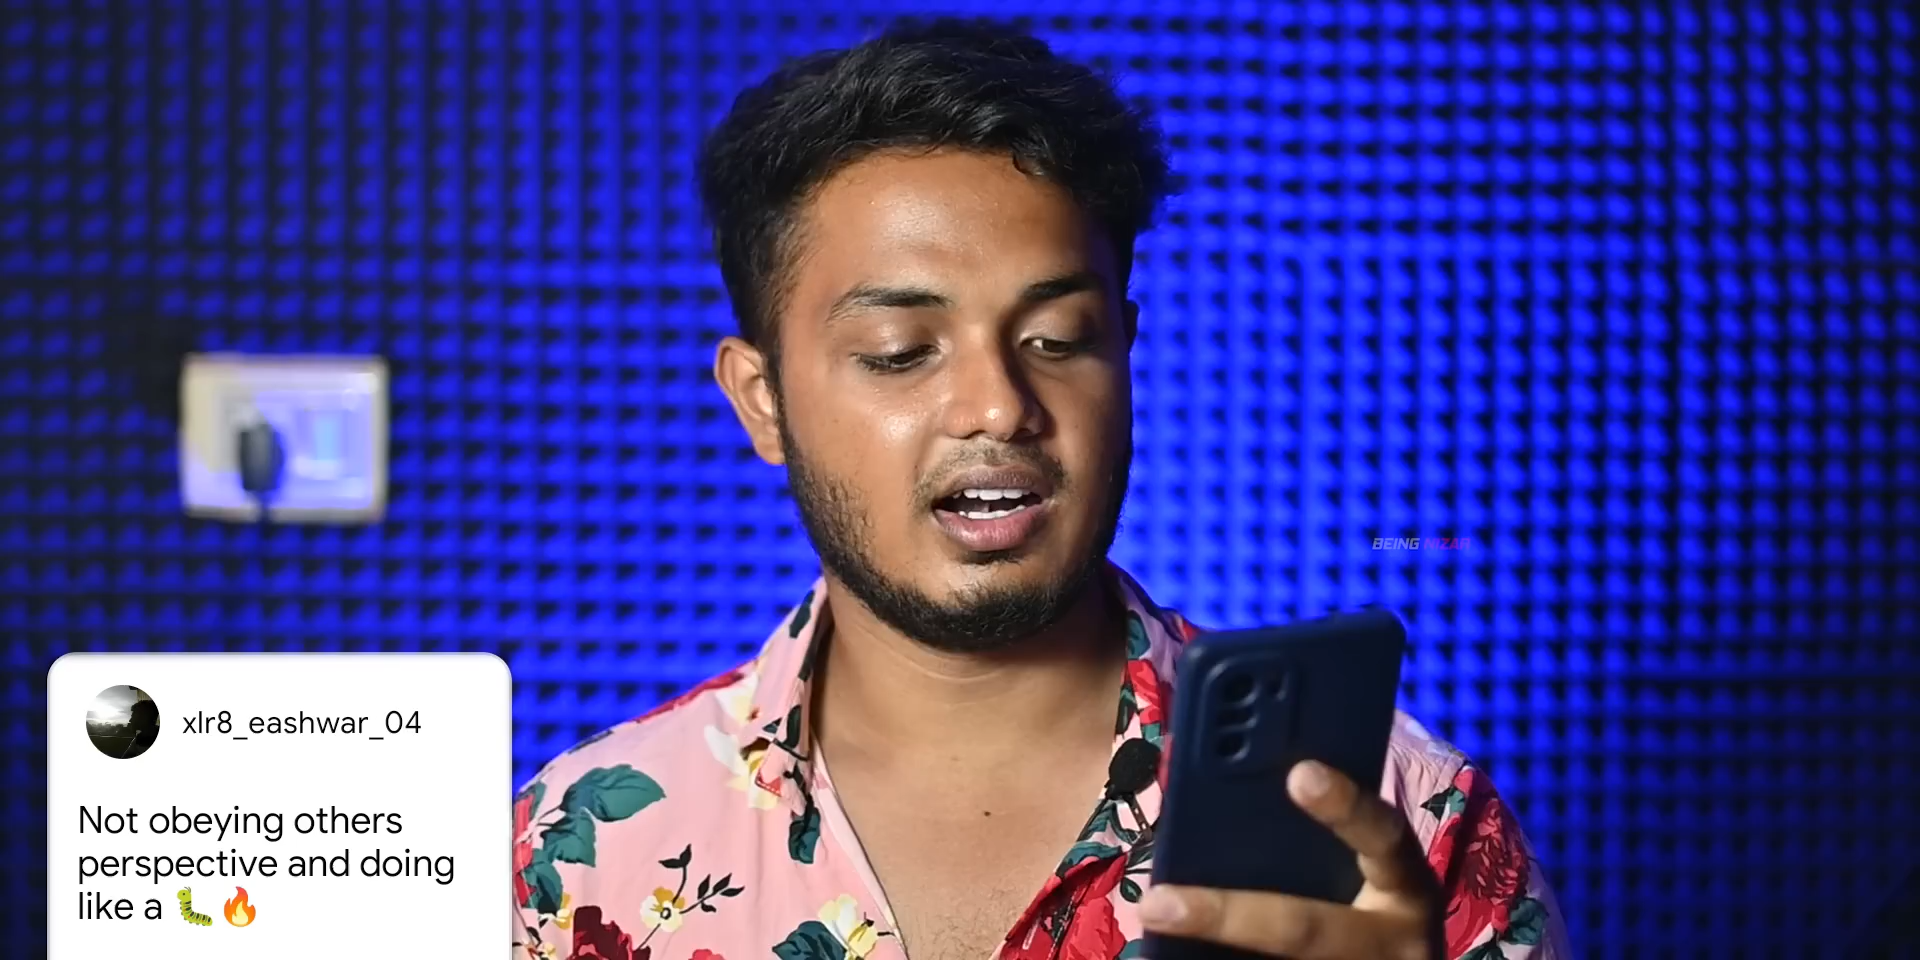 BEING NIZAR
xlr8_eashwar_04
Not obeying others
perspective and doing
like a 🐛🔥